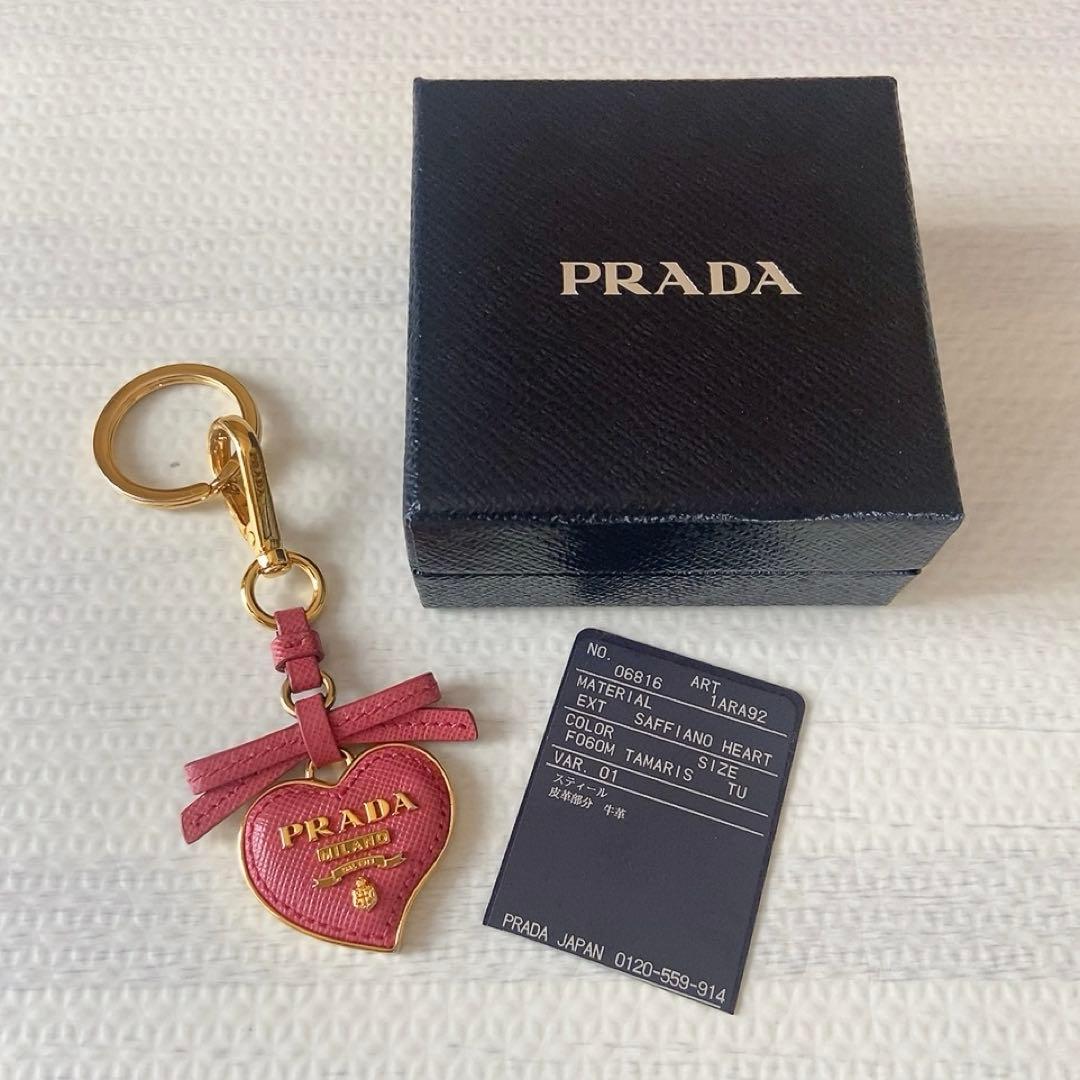 PRADA
PRADA
MILANO
NO. 06816 ART 1ARA92
MATERIAL
EXT SAFFIANO HEART
COLOR SIZE
F060M TAMARIS TU
VAR. 01
スティール
皮革部分 牛革
PRADA JAPAN 0120-559-914